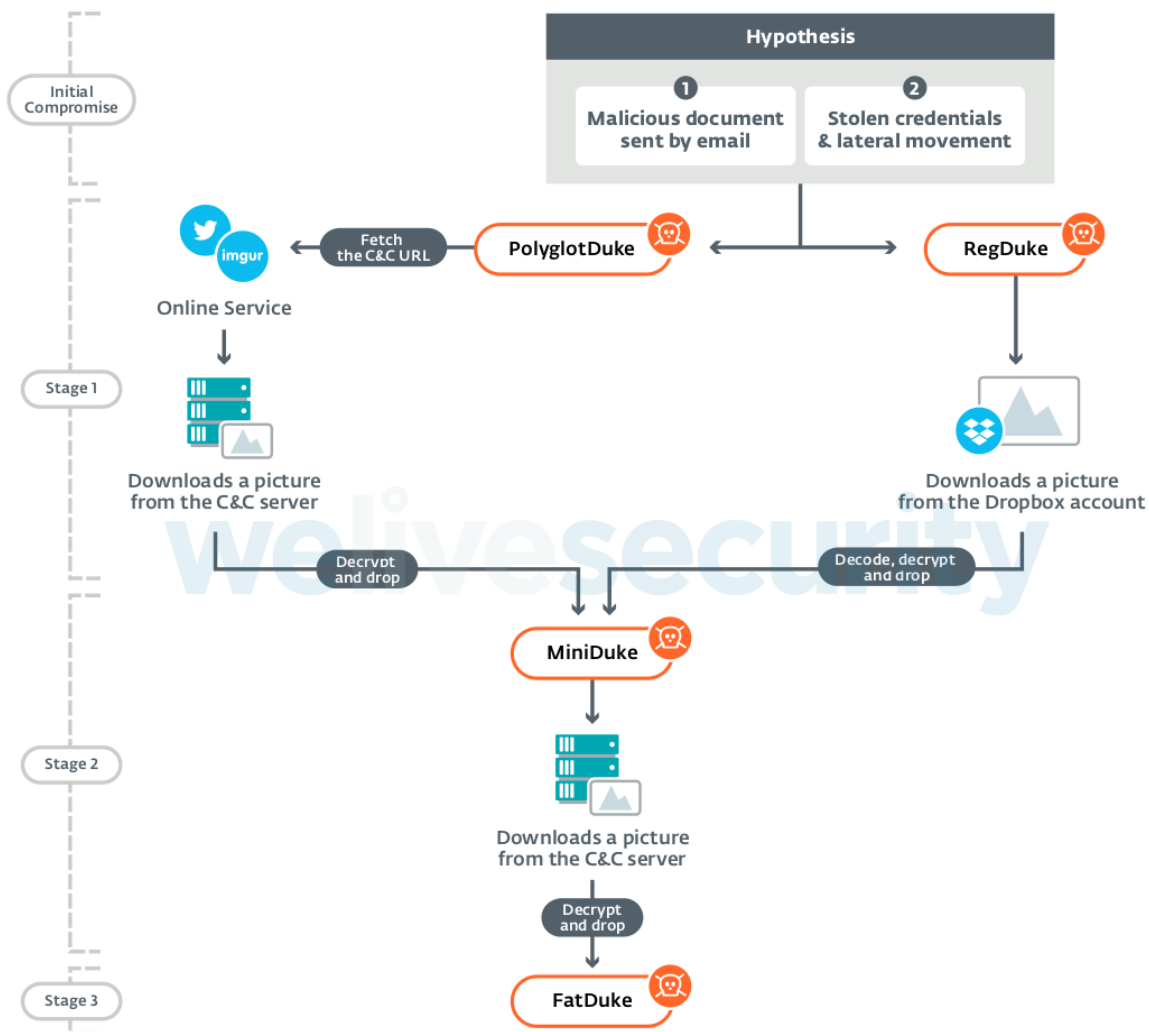 Initial
Compromise
Hypothesis
1
2
Malicious document
sent by email
Stolen credentials
& lateral movement
imgur
Fetch
the C&C URL
PolyglotDuke
RegDuke
Online Service
Stage 1
Downloads a picture
from the C&C server
Downloads a picture
from the Dropbox account
welivesecurity
Decrypt
and drop
Decode, decrypt
and drop
MiniDuke
Stage 2
Downloads a picture
from the C&C server
Decrypt
and drop
Stage 3
FatDuke